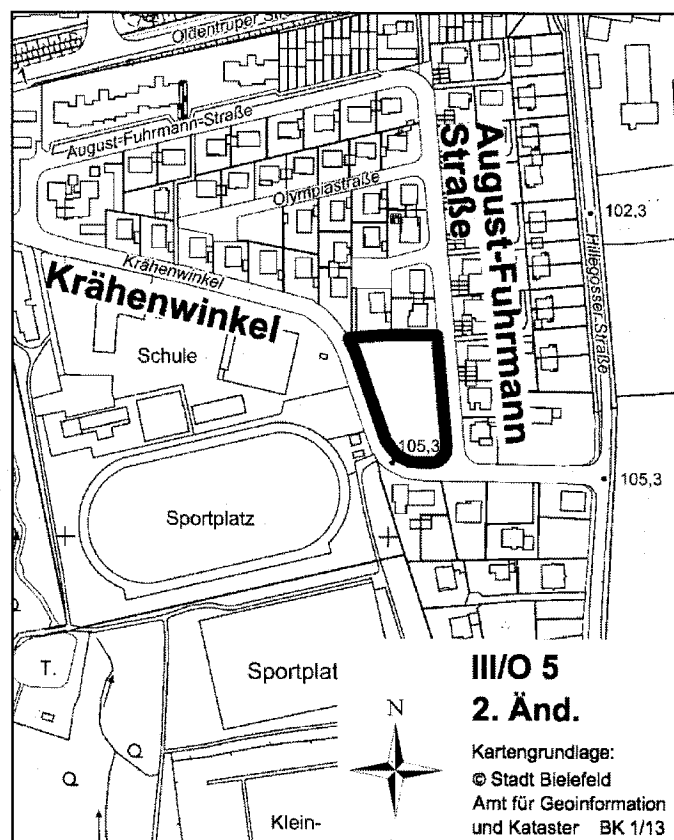 Oldentruper Str
August-Fuhrmann-Straße
Olympiastraße
August-Fuhrmann
Straße
102,3
Hillegosser Straße
Krähenwinkel
Krähenwinkel
Schule
105,3
105,3
Sportplatz
T.
Sportplat
III/O 5
2. Änd.
N
Kartengrundlage:
© Stadt Bielefeld
Amt für Geoinformation
und Kataster BK 1/13
Klein-